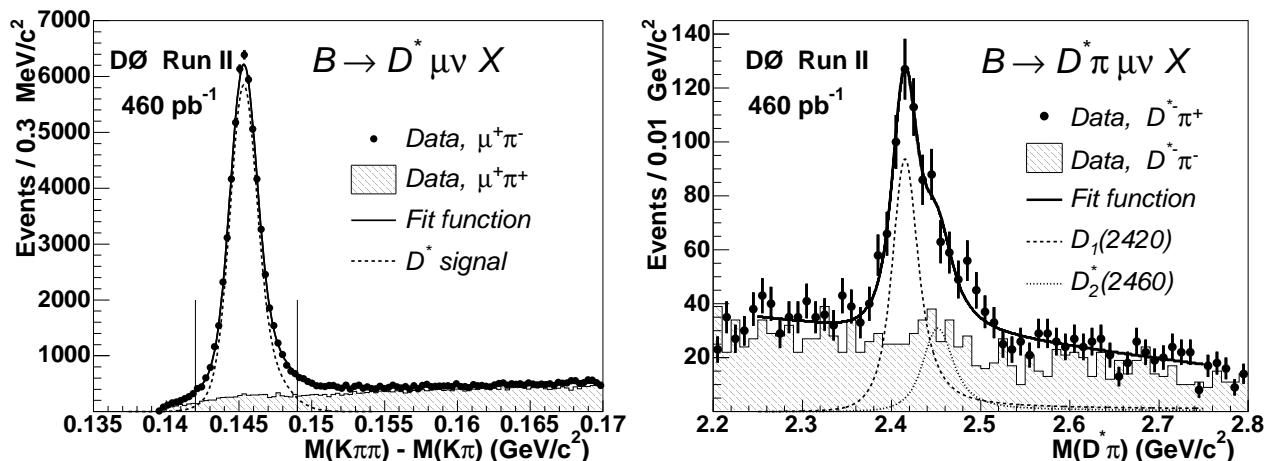 Events / 0.3 MeV/c²
7000
6000
5000
4000
3000
2000
1000
0
DØ Run II
460 pb⁻¹
B → D* μν X
Data, μ⁺π⁻
Data, μ⁺π⁺
Fit function
D* signal
0.135 0.14 0.145 0.15 0.155 0.16 0.165 0.17
M(Kππ) - M(Kπ) (GeV/c²)
Events / 0.01 GeV/c²
140
120
100
80
60
40
20
DØ Run II
460 pb⁻¹
B → D*π μν X
Data, D*⁻π⁺
Data, D*⁻π⁻
Fit function
D₁(2420)
D₂*(2460)
2.2 2.3 2.4 2.5 2.6 2.7 2.8
M(D*π) (GeV/c²)